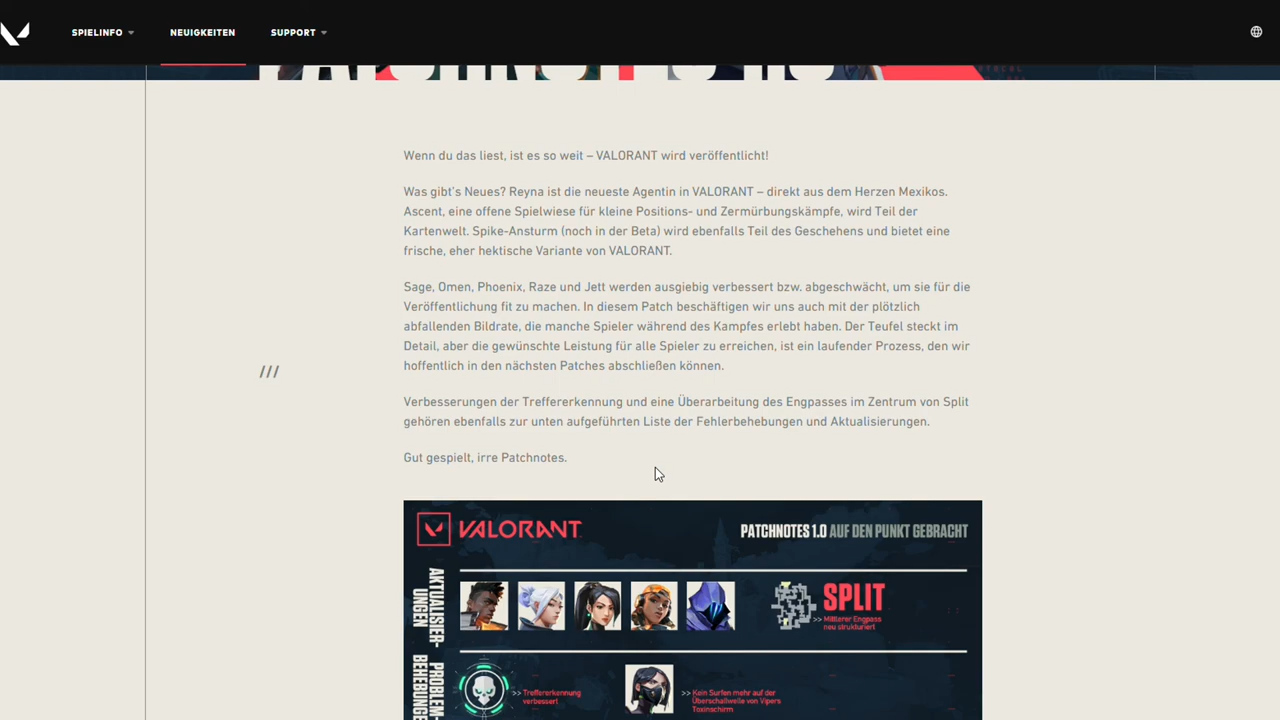 SPIELINFO
NEUIGKEITEN
SUPPORT
Wenn du das liest, ist es so weit – VALORANT wird veröffentlicht!
Was gibt's Neues? Reyna ist die neueste Agentin in VALORANT – direkt aus dem Herzen Mexikos.
Ascent, eine offene Spielwiese für kleine Positions- und Zermürbungskämpfe, wird Teil der
Kartenwelt. Spike-Ansturm (noch in der Beta) wird ebenfalls Teil des Geschehens und bietet eine
frische, eher hektische Variante von VALORANT.
Sage, Omen, Phoenix, Raze und Jett werden ausgiebig verbessert bzw. abgeschwächt, um sie für die
Veröffentlichung fit zu machen. In diesem Patch beschäftigen wir uns auch mit der plötzlich
abfallenden Bildrate, die manche Spieler während des Kampfes erlebt haben. Der Teufel steckt im
Detail, aber die gewünschte Leistung für alle Spieler zu erreichen, ist ein laufender Prozess, den wir
hoffentlich in den nächsten Patches abschließen können.
///
Verbesserungen der Treffererkennung und eine Überarbeitung des Engpasses im Zentrum von Split
gehören ebenfalls zur unten aufgeführten Liste der Fehlerbehebungen und Aktualisierungen.
Gut gespielt, irre Patchnotes.
VALORANT
PATCHNOTES 1.0 AUF DEN PUNKT GEBRACHT
AKTUALISIER-
UNGEN
SPLIT
>> Mittlerer Engpass
neu strukturiert
PROBLEM-
>> Treffererkennung
verbessert
>> Kein Surfen mehr auf der
Überschallwelle von Vipers
Toxinschirm